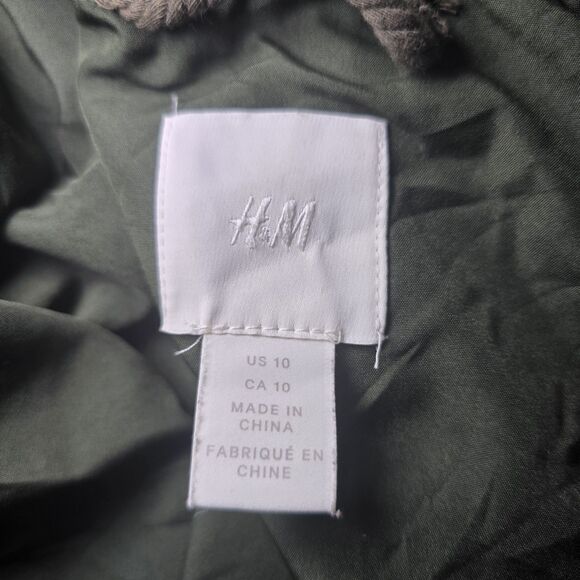 H&M
US 10
CA 10
MADE IN
CHINA
FABRIQUÉ EN
CHINE